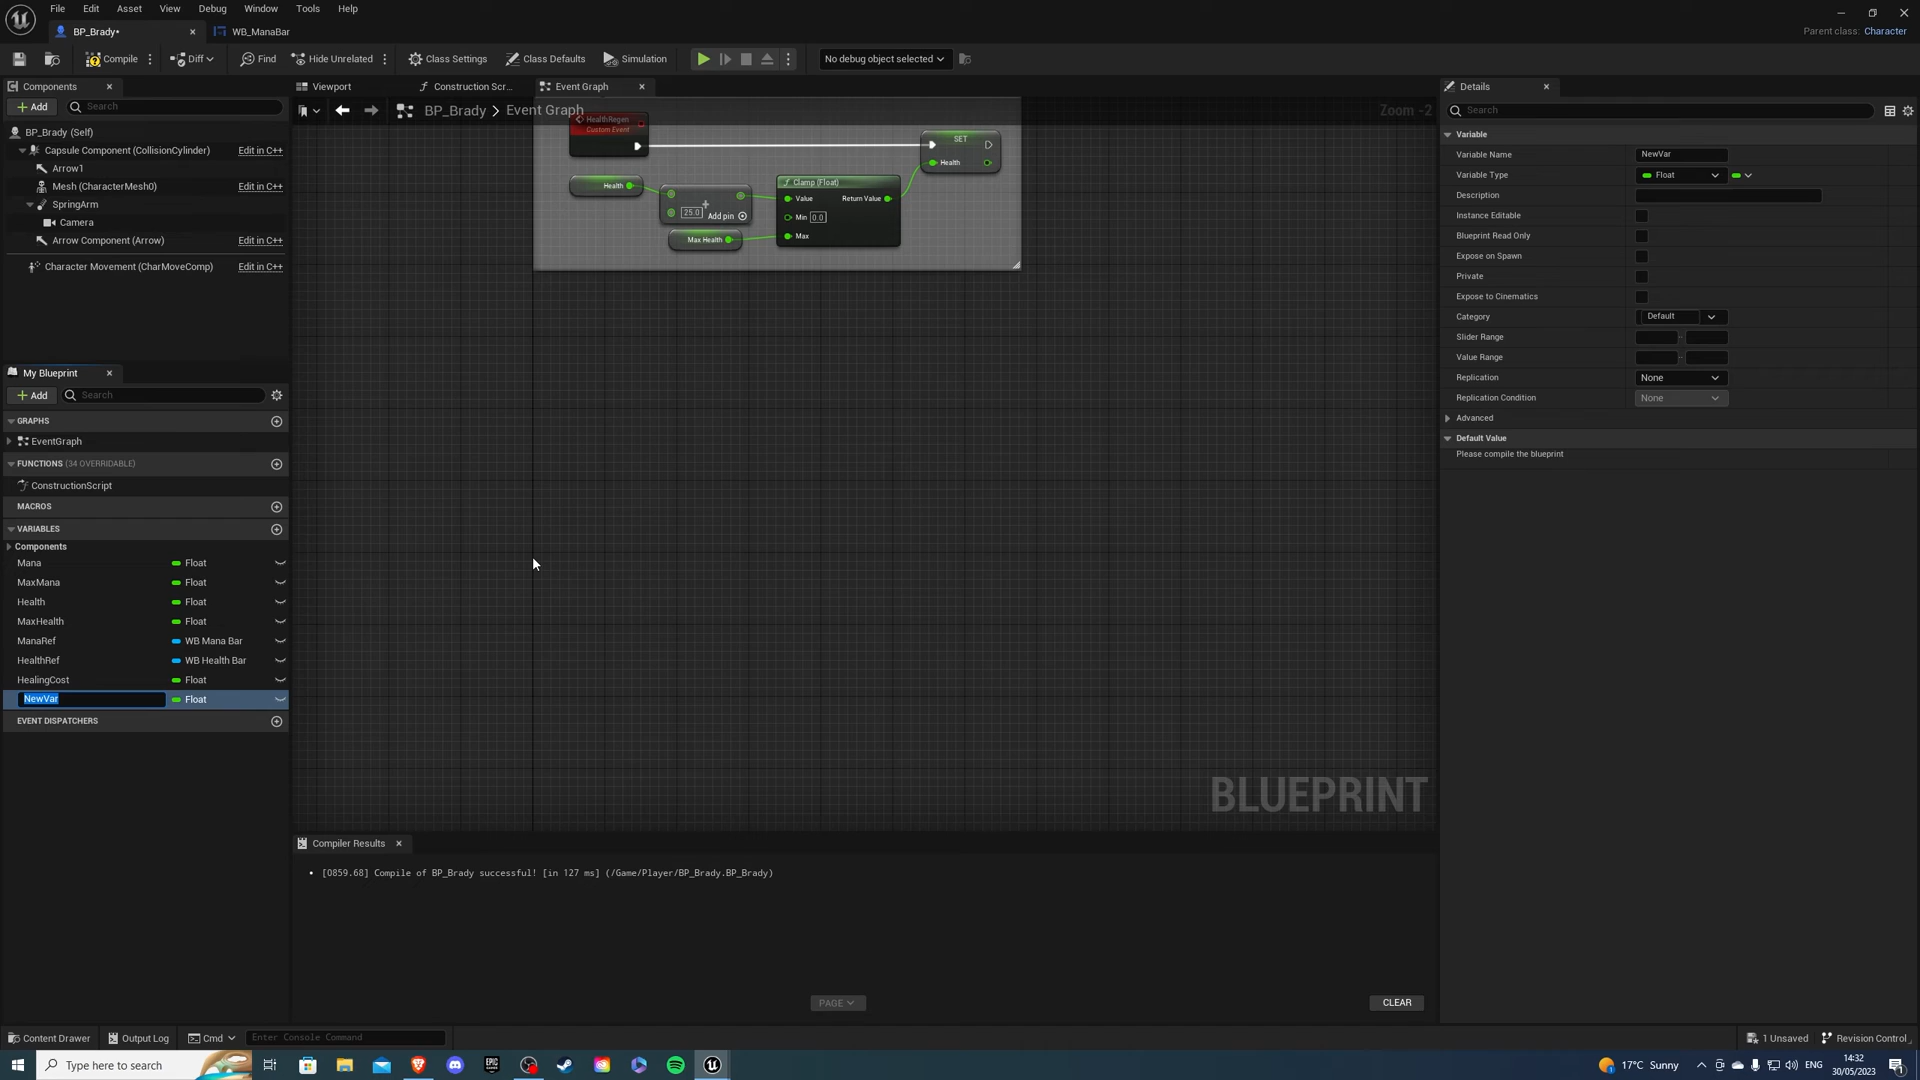 File Edit Asset View Debug Window Tools Help
BP_Brady•
WB_ManaBar
Parent class: Character
Compile
Diff
Find
Hide Unrelated
Class Settings
Class Defaults
Simulation
No debug object selected
Components
Add
Search
BP_Brady (Self)
Capsule Component (CollisionCylinder) Edit in C++
Arrow1
Mesh (CharacterMesh0) Edit in C++
SpringArm
Camera
Arrow Component (Arrow) Edit in C++
Character Movement (CharMoveComp) Edit in C++
My Blueprint
Add
Search
GRAPHS
EventGraph
FUNCTIONS (34 OVERRIDABLE)
ConstructionScript
MACROS
VARIABLES
Components
Mana Float
MaxMana Float
Health Float
MaxHealth Float
ManaRef WB Mana Bar
HealthRef WB Health Bar
HealingCost Float
NewVar Float
EVENT DISPATCHERS
Viewport
Construction Scr...
Event Graph
BP_Brady > Event Graph
Zoom -2
HealthRegen
Custom Event
SET
Health
Health
25.0
Add pin
Max Health
Clamp (Float)
Value
Return Value
Min 0.0
Max
BLUEPRINT
Compiler Results
• [0859.68] Compile of BP_Brady successful! [in 127 ms] (/Game/Player/BP_Brady.BP_Brady)
PAGE
CLEAR
Details
Search
Variable
Variable Name NewVar
Variable Type Float
Description
Instance Editable
Blueprint Read Only
Expose on Spawn
Private
Expose to Cinematics
Category Default
Slider Range
Value Range
Replication None
Replication Condition None
Advanced
Default Value
Please compile the blueprint
Content Drawer
Output Log
Cmd
Enter Console Command
1 Unsaved
Revision Control
Type here to search
EPIC
GAMES
17°C Sunny
ENG
14:32
30/05/2023